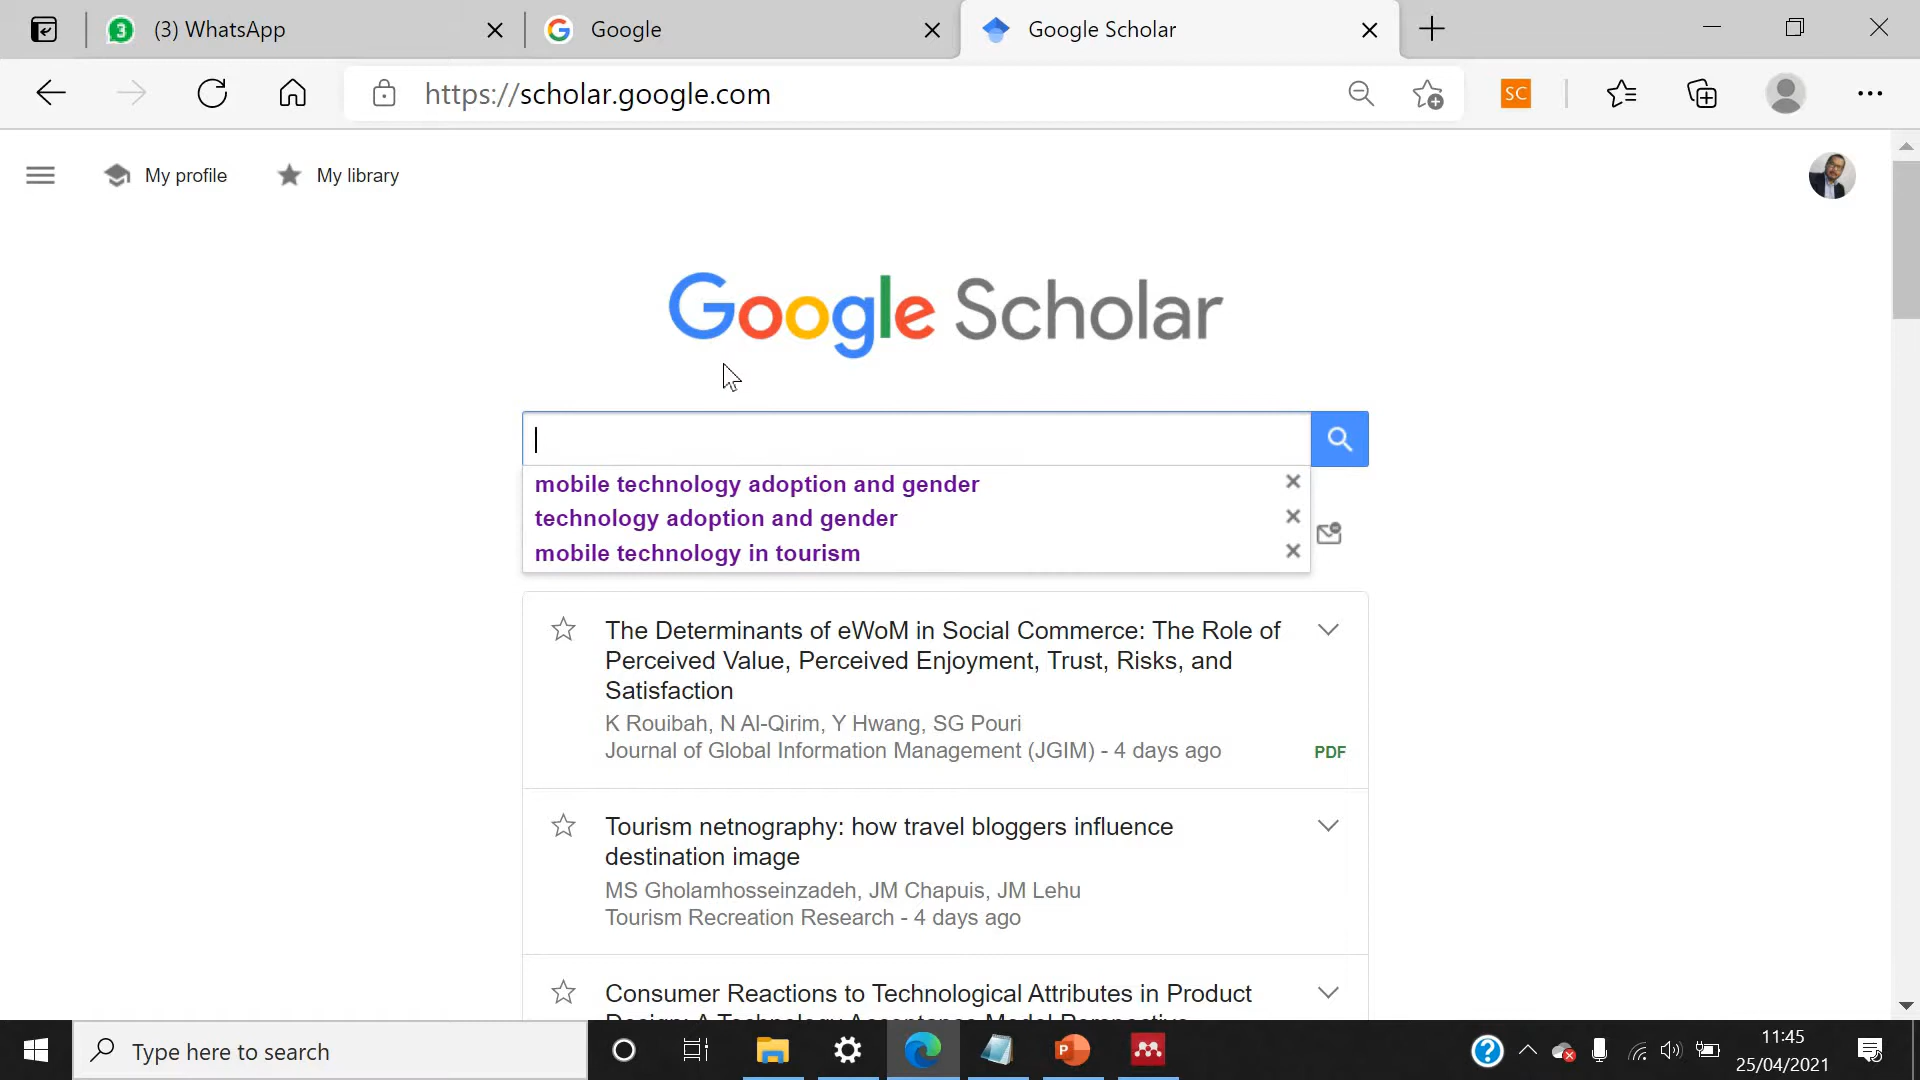 (3) WhatsApp
Google
Google Scholar
https://scholar.google.com
SC
My profile
My library
Google Scholar
mobile technology adoption and gender
technology adoption and gender
mobile technology in tourism
The Determinants of eWoM in Social Commerce: The Role of
Perceived Value, Perceived Enjoyment, Trust, Risks, and
Satisfaction
K Rouibah, N Al-Qirim, Y Hwang, SG Pouri
Journal of Global Information Management (JGIM) - 4 days ago
PDF
Tourism netnography: how travel bloggers influence
destination image
MS Gholamhosseinzadeh, JM Chapuis, JM Lehu
Tourism Recreation Research - 4 days ago
Consumer Reactions to Technological Attributes in Product
Design: A Technology Acceptance Model Perspective
Type here to search
11:45
25/04/2021